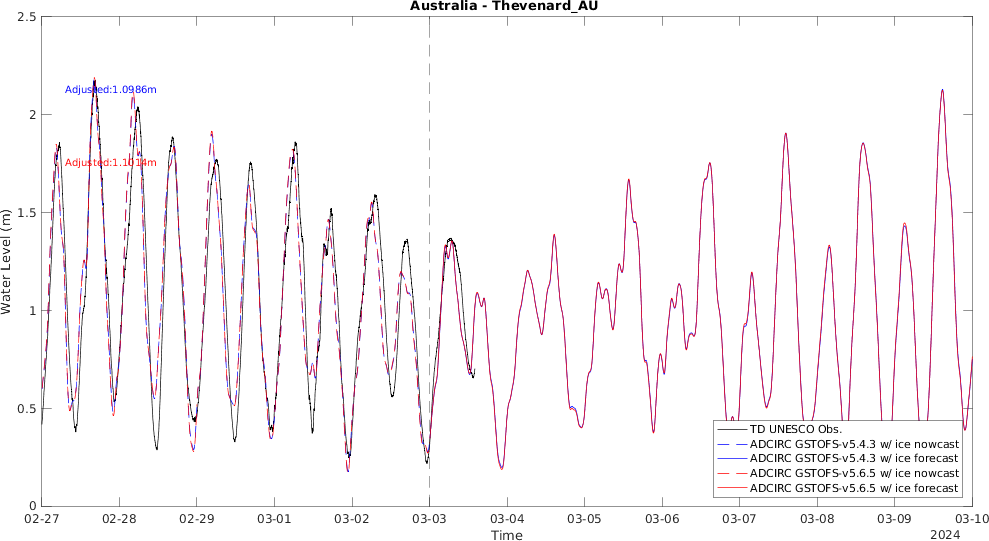 Australia - Thevenard_AU
2.5
2
1.5
1
0.5
0
Water Level (m)
Adjusted:1.0986m
Adjusted:1.1014m
TD UNESCO Obs.
ADCIRC GSTOFS-v5.4.3 w/ ice nowcast
ADCIRC GSTOFS-v5.4.3 w/ ice forecast
ADCIRC GSTOFS-v5.6.5 w/ ice nowcast
ADCIRC GSTOFS-v5.6.5 w/ ice forecast
02-27 02-28 02-29 03-01 03-02 03-03 03-04 03-05 03-06 03-07 03-08 03-09 03-10
Time
2024